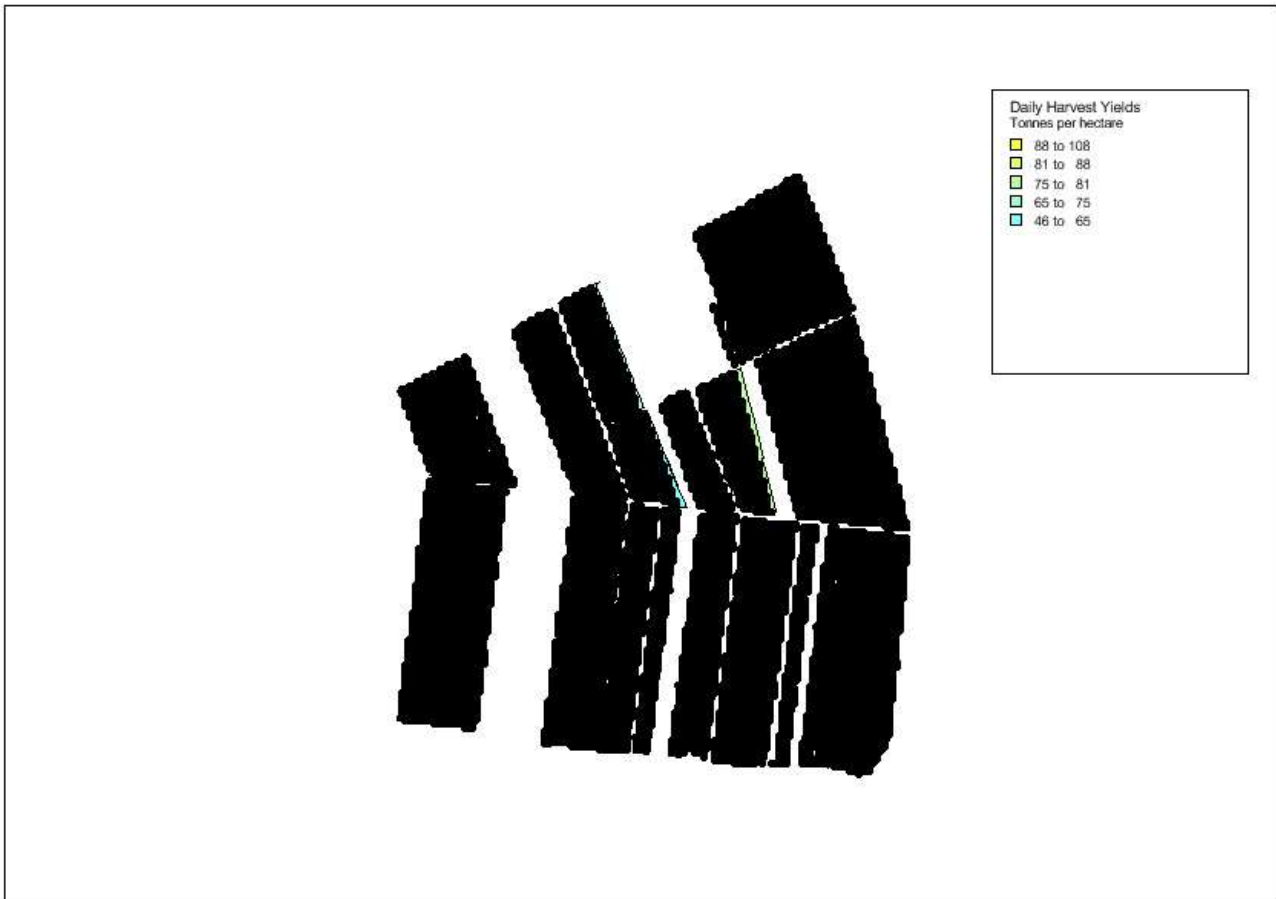 Daily Harvest Yields
Tonnes per hectare
88 to 108
81 to 88
75 to 81
65 to 75
46 to 65